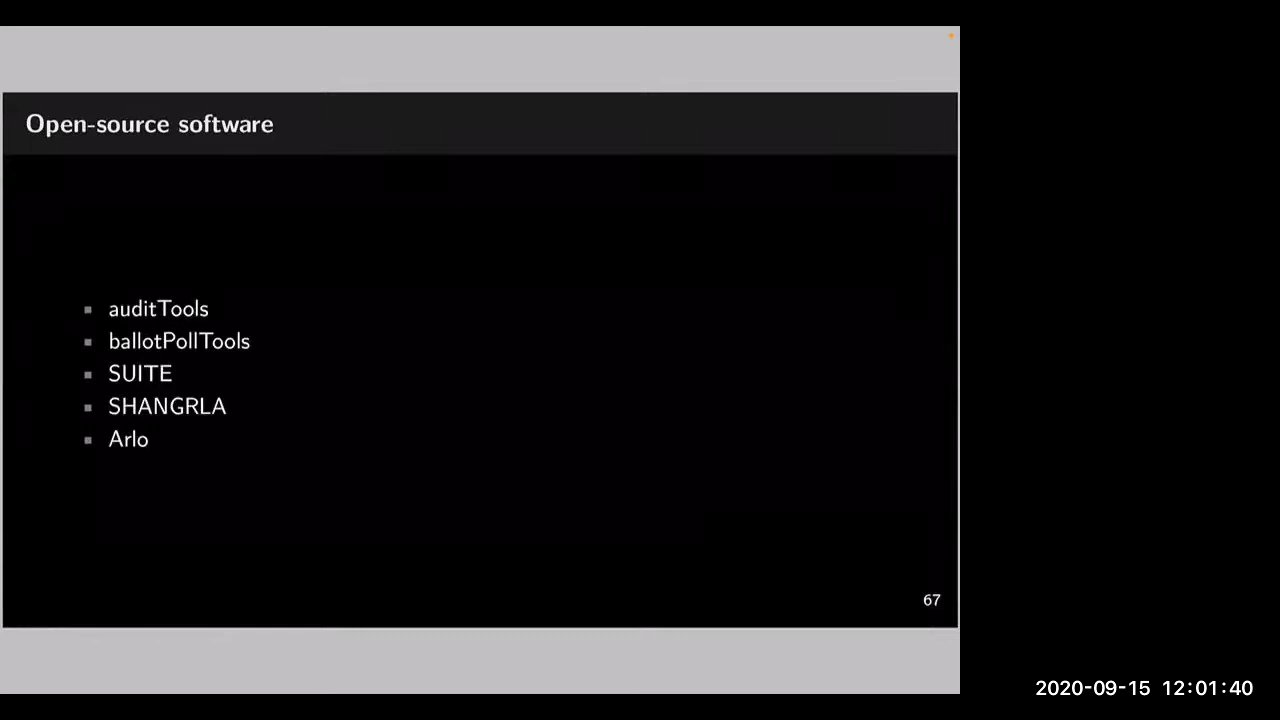 Open-source software
auditTools
ballotPollTools
SUITE
SHANGRLA
Arlo
67
2020-09-15 12:01:40